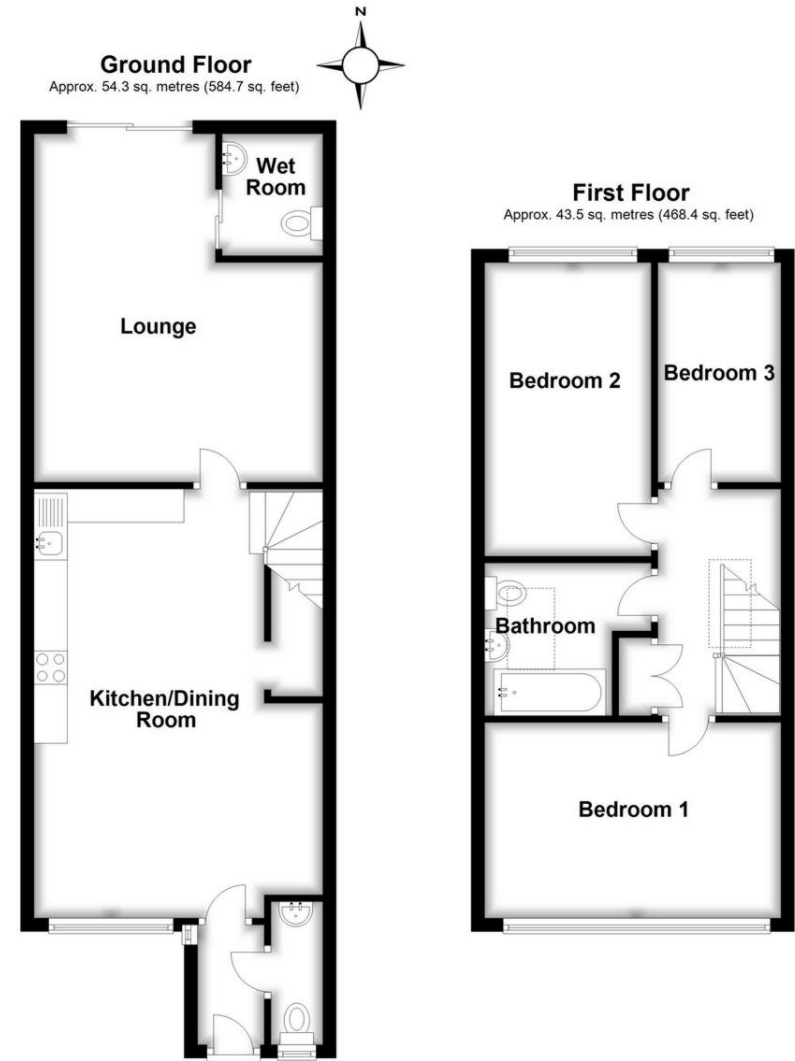 N
Ground Floor
Approx. 54.3 sq. metres (584.7 sq. feet)
Wet
Room
Lounge
Kitchen/Dining
Room
First Floor
Approx. 43.5 sq. metres (468.4 sq. feet)
Bedroom 2
Bedroom 3
Bathroom
Bedroom 1